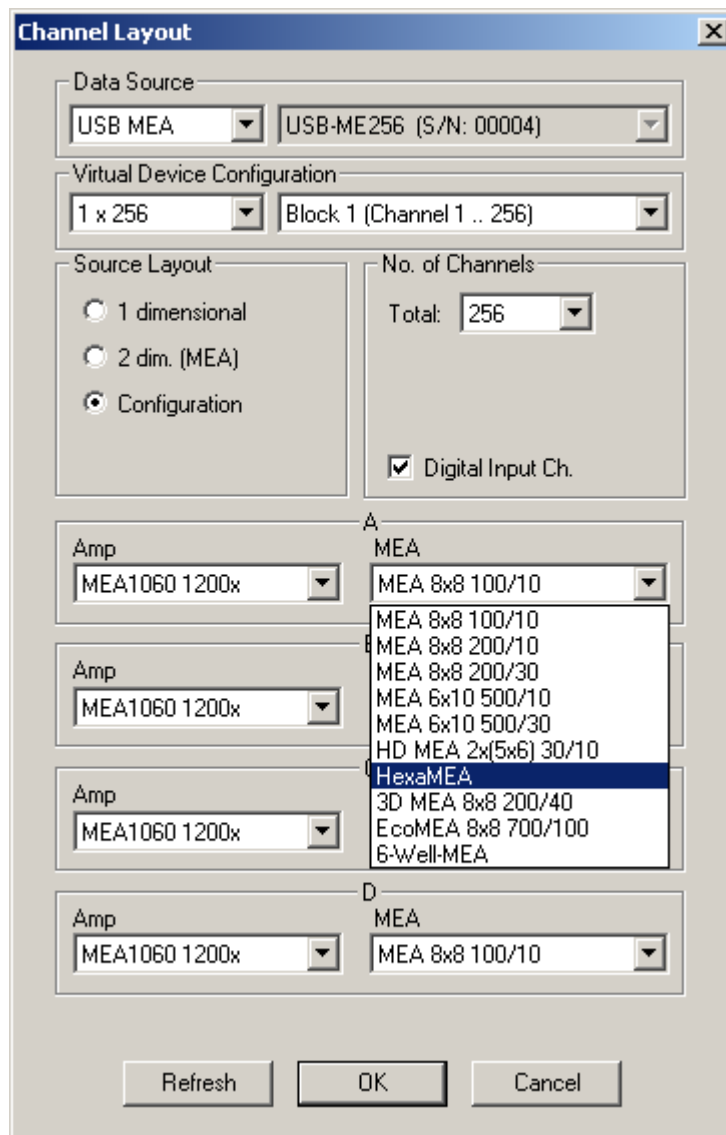 Channel Layout
Data Source
USB MEA
USB-ME256 (S/N: 00004)
Virtual Device Configuration
1 x 256
Block 1 (Channel 1 .. 256)
Source Layout
1 dimensional
2 dim. (MEA)
Configuration
No. of Channels
Total: 256
Digital Input Ch.
A
Amp
MEA1060 1200x
MEA
MEA 8x8 100/10
MEA 8x8 100/10
MEA 8x8 200/10
MEA 8x8 200/30
MEA 6x10 500/10
MEA 6x10 500/30
HD MEA 2x(5x6) 30/10
HexaMEA
3D MEA 8x8 200/40
EcoMEA 8x8 700/100
6-Well-MEA
Amp
MEA1060 1200x
Amp
MEA1060 1200x
D
Amp
MEA1060 1200x
MEA
MEA 8x8 100/10
Refresh
OK
Cancel